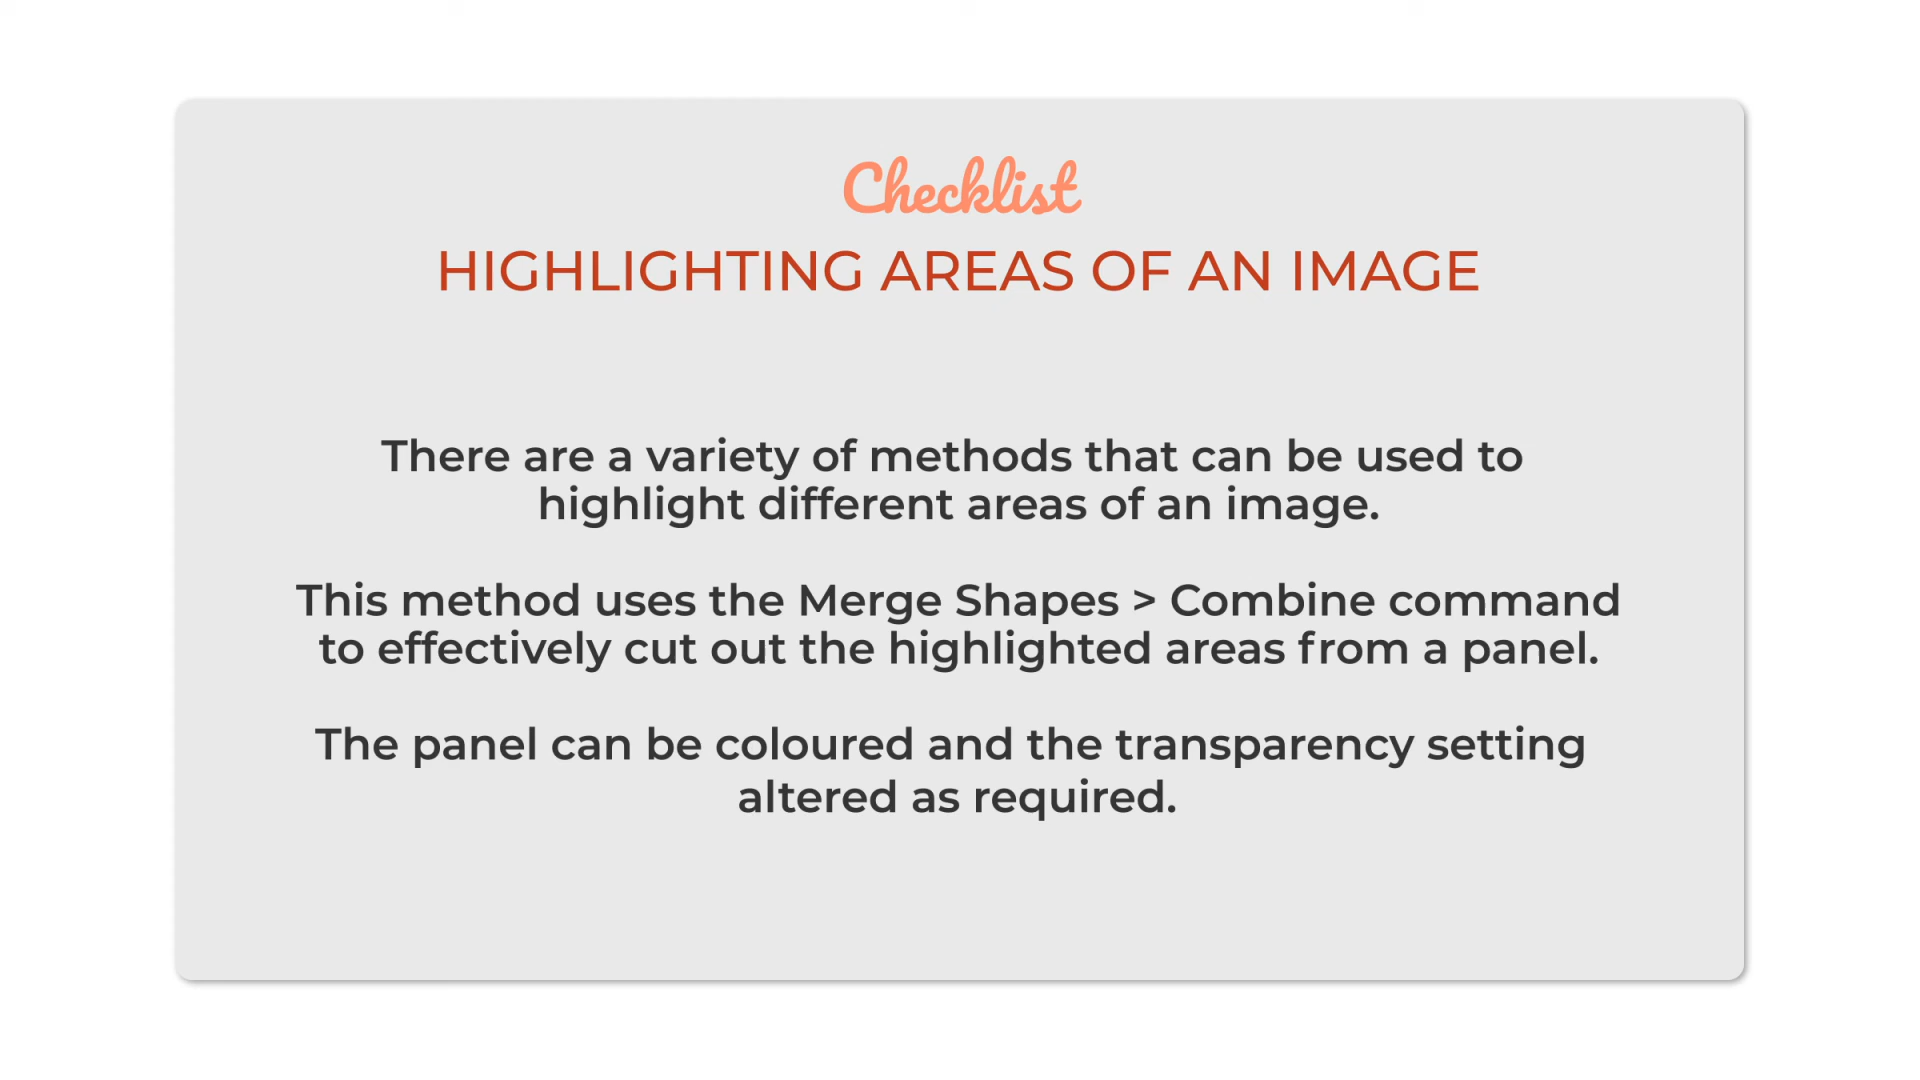 Checklist
HIGHLIGHTING AREAS OF AN IMAGE
There are a variety of methods that can be used to
highlight different areas of an image.
This method uses the Merge Shapes > Combine command
to effectively cut out the highlighted areas from a panel.
The panel can be coloured and the transparency setting
altered as required.